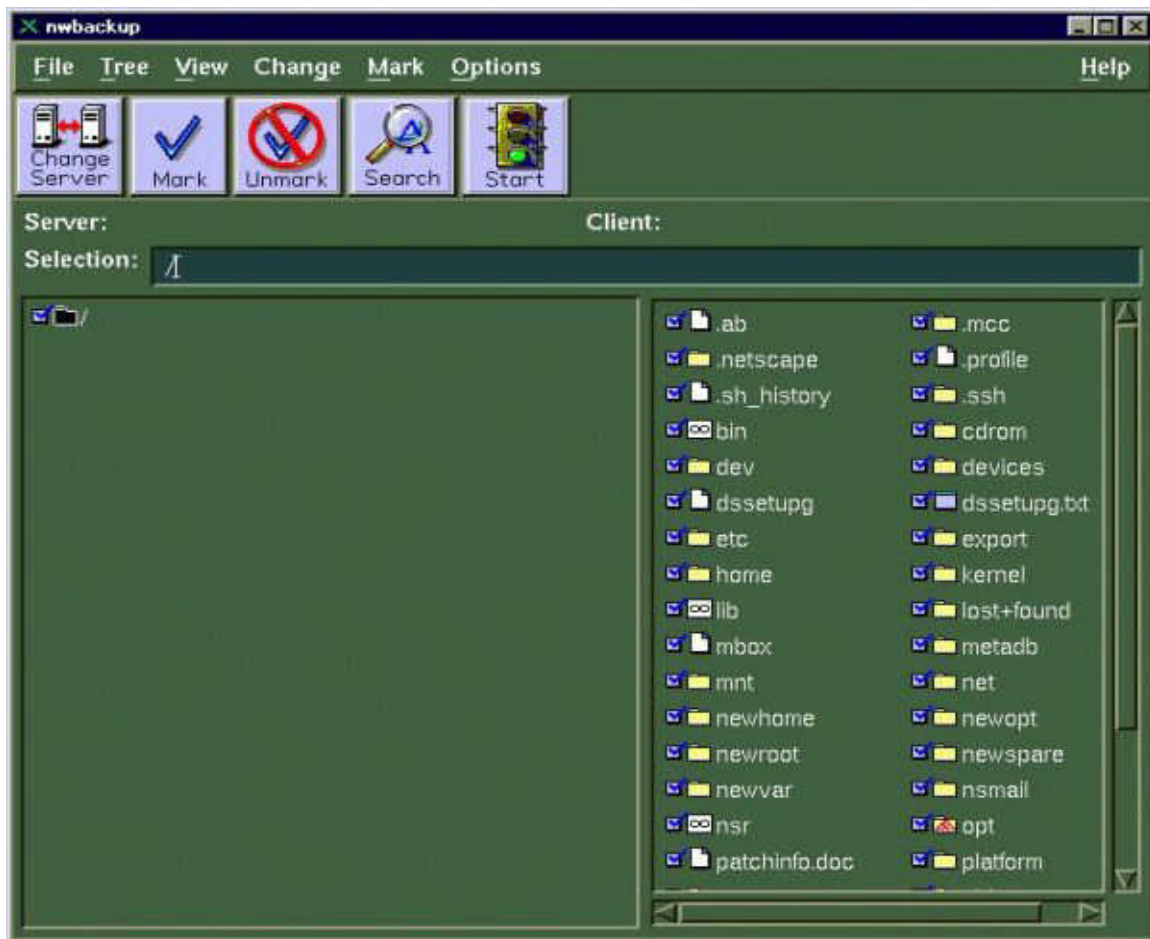 nwbackup
File Tree View Change Mark Options Help
Change Server Mark Unmark Search Start
Server: Client:
Selection: /
/
.ab .mcc
.netscape .profile
.sh_history .ssh
bin cdrom
dev devices
dssetupg dssetupg.txt
etc export
home kernel
lib lost+found
mbox metadb
mnt net
newhome newopt
newroot newspare
newvar nsmail
nsr opt
patchinfo.doc platform